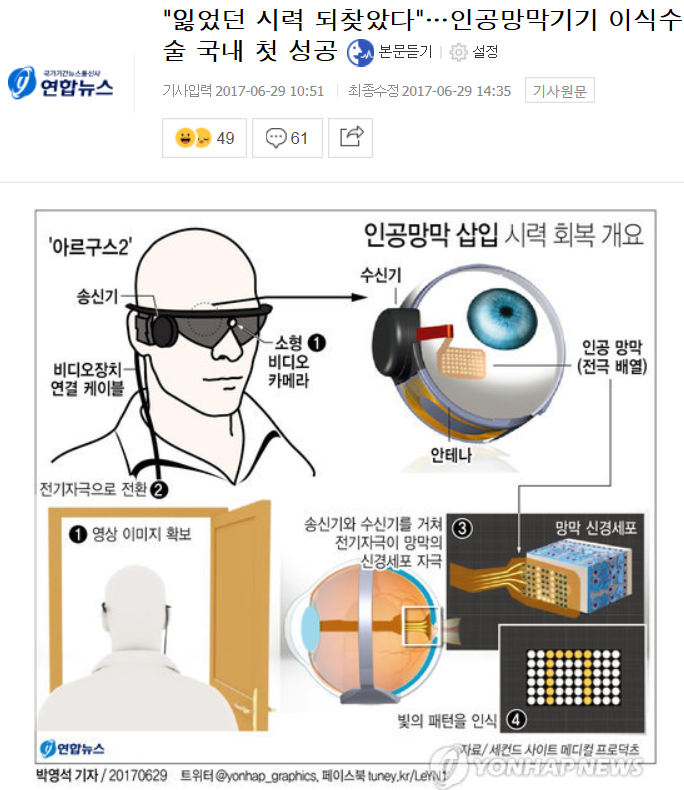 "잃었던 시력 되찾았다"…인공망막기기 이식수
술 국내 첫 성공 본문듣기 설정
국가기간뉴스통신사
연합뉴스
기사입력 2017-06-29 10:51 최종수정 2017-06-29 14:35 기사원문
49 61
'아르구스2'
인공망막 삽입 시력 회복 개요
송신기
소형 ❶
비디오
카메라
비디오장치
연결 케이블
수신기
인공 망막
(전극 배열)
안테나
전기자극으로 전환 ❷
❶ 영상 이미지 확보
송신기와 수신기를 거쳐
전기자극이 망막의
신경세포 자극
❸ 망막 신경세포
빛의 패턴을 인식 ❹
연합뉴스
자료/ 세컨드 사이트 메디컬 프로덕츠
YONHAP NEWS
박영석 기자 / 20170629 트위터 @yonhap_graphics, 페이스북 tuney.kr/LeYN1